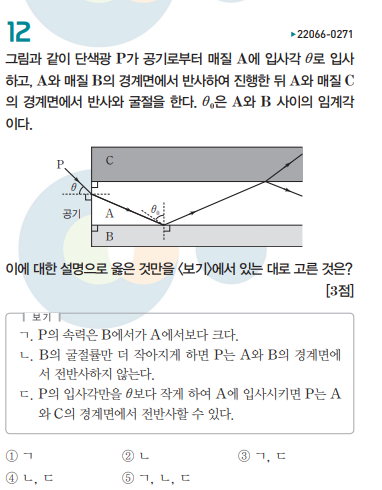 12
▶22066-0271
그림과 같이 단색광 P가 공기로부터 매질 A에 입사각 θ로 입사
하고, A와 매질 B의 경계면에서 반사하여 진행한 뒤 A와 매질 C
의 경계면에서 반사와 굴절을 한다. θ₀은 A와 B 사이의 임계각
이다.
C
P
θ
θ₀
공기
A
B
이에 대한 설명으로 옳은 것만을 <보기>에서 있는 대로 고른 것은?
[3점]
보기
ㄱ. P의 속력은 B에서가 A에서보다 크다.
ㄴ. B의 굴절률만 더 작아지게 하면 P는 A와 B의 경계면에
서 전반사하지 않는다.
ㄷ. P의 입사각만을 θ보다 작게 하여 A에 입사시키면 P는 A
와 C의 경계면에서 전반사할 수 있다.
① ㄱ ② ㄴ ③ ㄱ, ㄷ
④ ㄴ, ㄷ ⑤ ㄱ, ㄴ, ㄷ